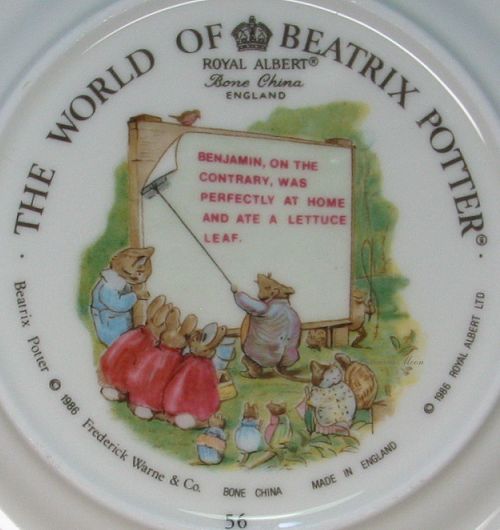 THE WORLD OF BEATRIX POTTER®
ROYAL ALBERT®
Bone China
ENGLAND
BENJAMIN, ON THE
CONTRARY, WAS
PERFECTLY AT HOME
AND ATE A LETTUCE
LEAF.
Beatrix Potter © 1986 Frederick Warne & Co.
BONE CHINA
MADE IN ENGLAND
© 1986 ROYAL ALBERT LTD
56